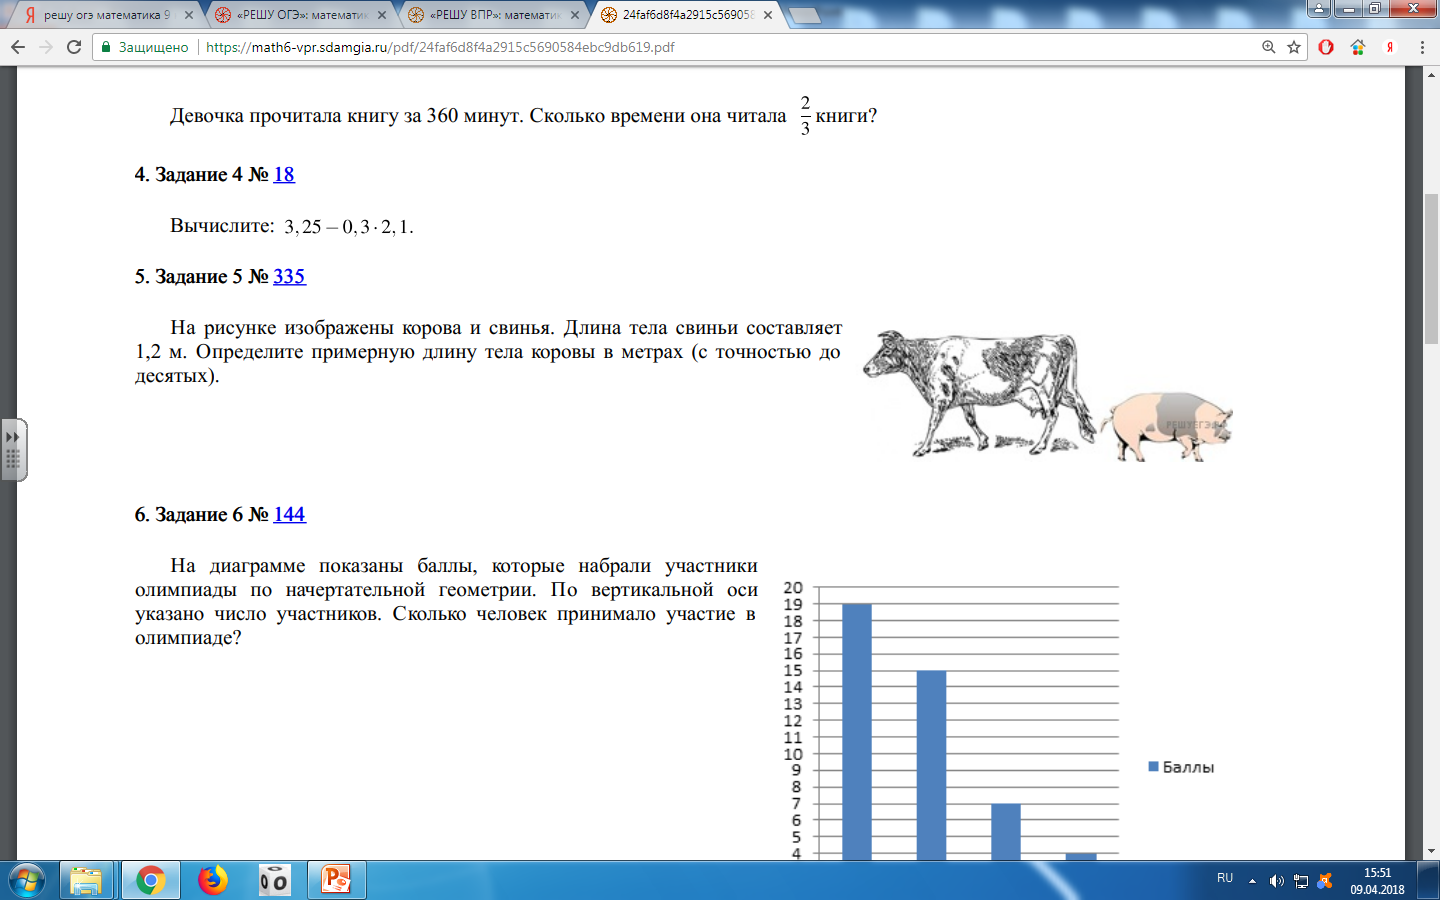 решу огэ математика 9
«РЕШУ ОГЭ»: математик
«РЕШУ ВПР»: математи
24faf6d8f4a2915c569058
Защищено
https://math6-vpr.sdamgia.ru/pdf/24faf6d8f4a2915c5690584ebc9db619.pdf
Девочка прочитала книгу за 360 минут. Сколько времени она читала 2/3 книги?
4. Задание 4 № 18
Вычислите: 3,25 − 0,3 · 2,1.
5. Задание 5 № 335
На рисунке изображены корова и свинья. Длина тела свиньи составляет
1,2 м. Определите примерную длину тела коровы в метрах (с точностью до
десятых).
РЕШУЕГЭ.РФ
6. Задание 6 № 144
На диаграмме показаны баллы, которые набрали участники
олимпиады по начертательной геометрии. По вертикальной оси
указано число участников. Сколько человек принимало участие в
олимпиаде?
20
19
18
17
16
15
14
13
12
11
10
9
8
7
6
5
4
Баллы
RU
15:51
09.04.2018